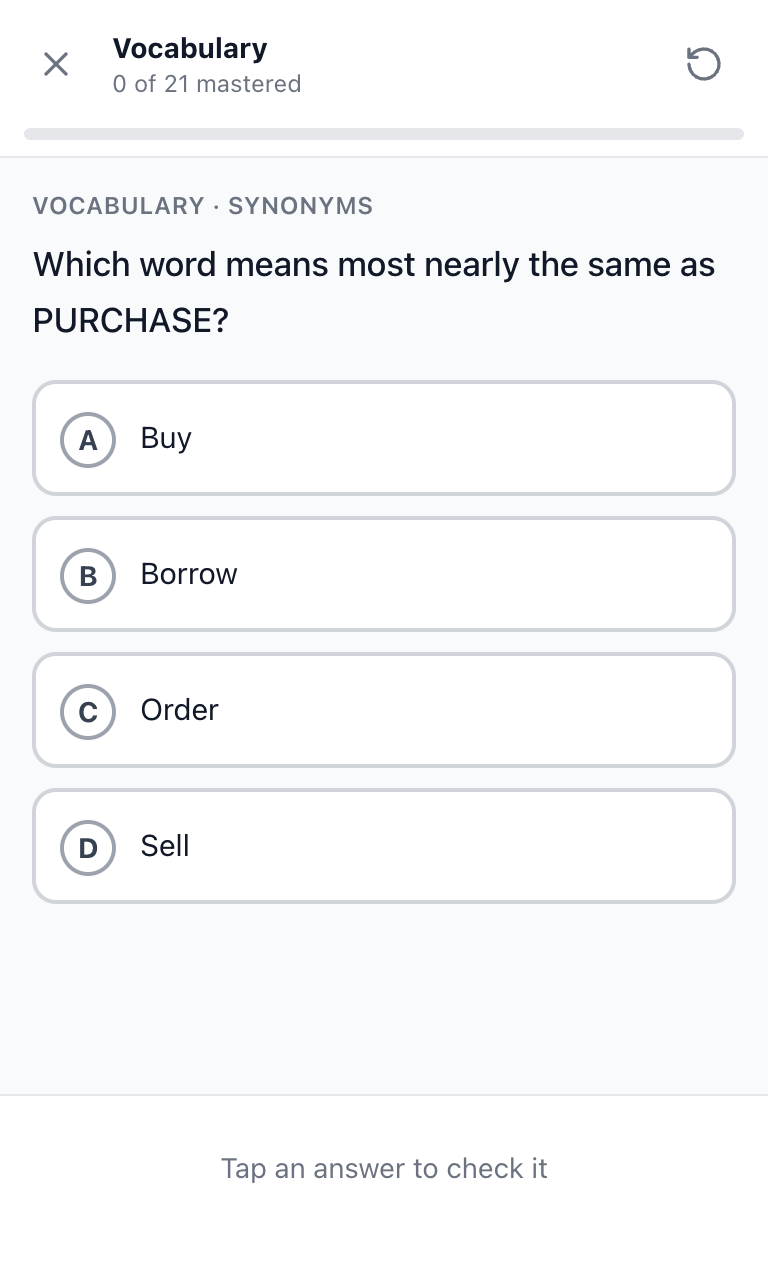 Vocabulary
0 of 21 mastered
VOCABULARY · SYNONYMS
Which word means most nearly the same as
PURCHASE?
A Buy
B Borrow
C Order
D Sell
Tap an answer to check it